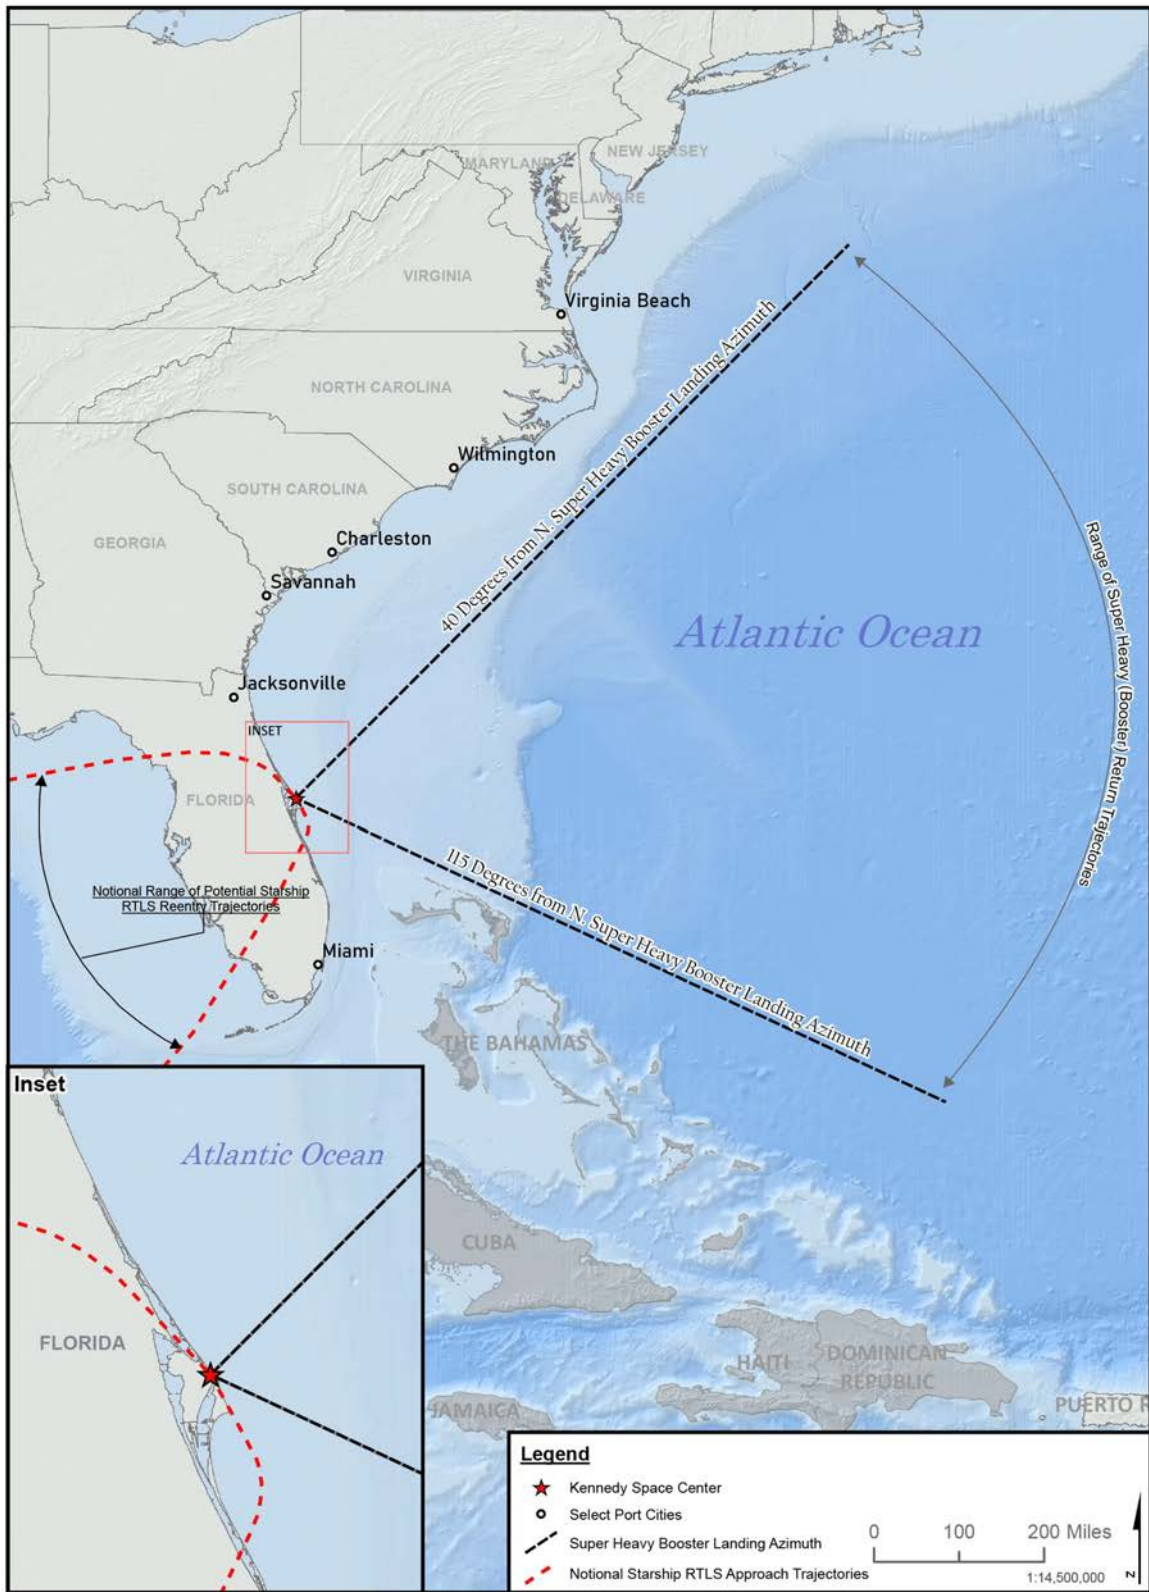 MARYLAND
NEW JERSEY
DELAWARE
VIRGINIA
Virginia Beach
NORTH CAROLINA
Wilmington
SOUTH CAROLINA
Charleston
GEORGIA
Savannah
Jacksonville
INSET
FLORIDA
40 Degrees from N. Super Heavy Booster Landing Azimuth
Atlantic Ocean
Range of Super Heavy (Booster) Return Trajectories
115 Degrees from N. Super Heavy Booster Landing Azimuth
Notional Range of Potential Starship
RTLS Reentry Trajectories
Miami
THE BAHAMAS
CUBA
HAITI
DOMINICAN
REPUBLIC
JAMAICA
PUERTO R
Inset
Atlantic Ocean
FLORIDA
Legend
Kennedy Space Center
Select Port Cities
Super Heavy Booster Landing Azimuth
Notional Starship RTLS Approach Trajectories
0 100 200 Miles
1:14,500,000
N